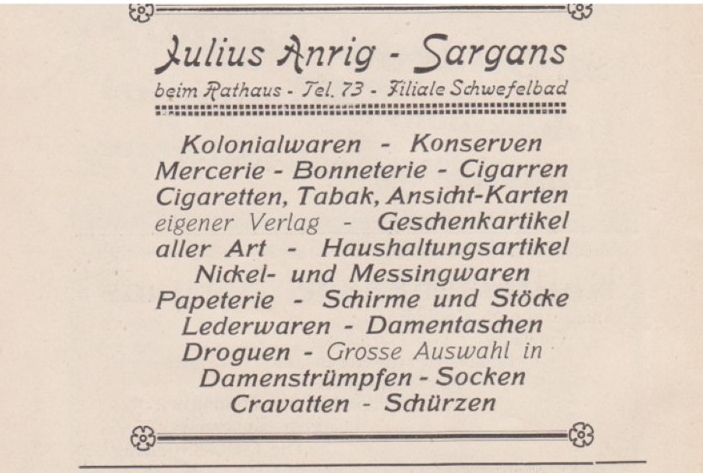 Julius Anrig - Sargans
beim Rathaus - Tel. 73 - Filiale Schwefelbad
Kolonialwaren - Konserven
Mercerie - Bonneterie - Cigarren
Cigaretten, Tabak, Ansicht-Karten
eigener Verlag - Geschenkartikel
aller Art - Haushaltungsartikel
Nickel- und Messingwaren
Papeterie - Schirme und Stöcke
Lederwaren - Damentaschen
Droguen - Grosse Auswahl in
Damenstrümpfen - Socken
Cravatten - Schürzen